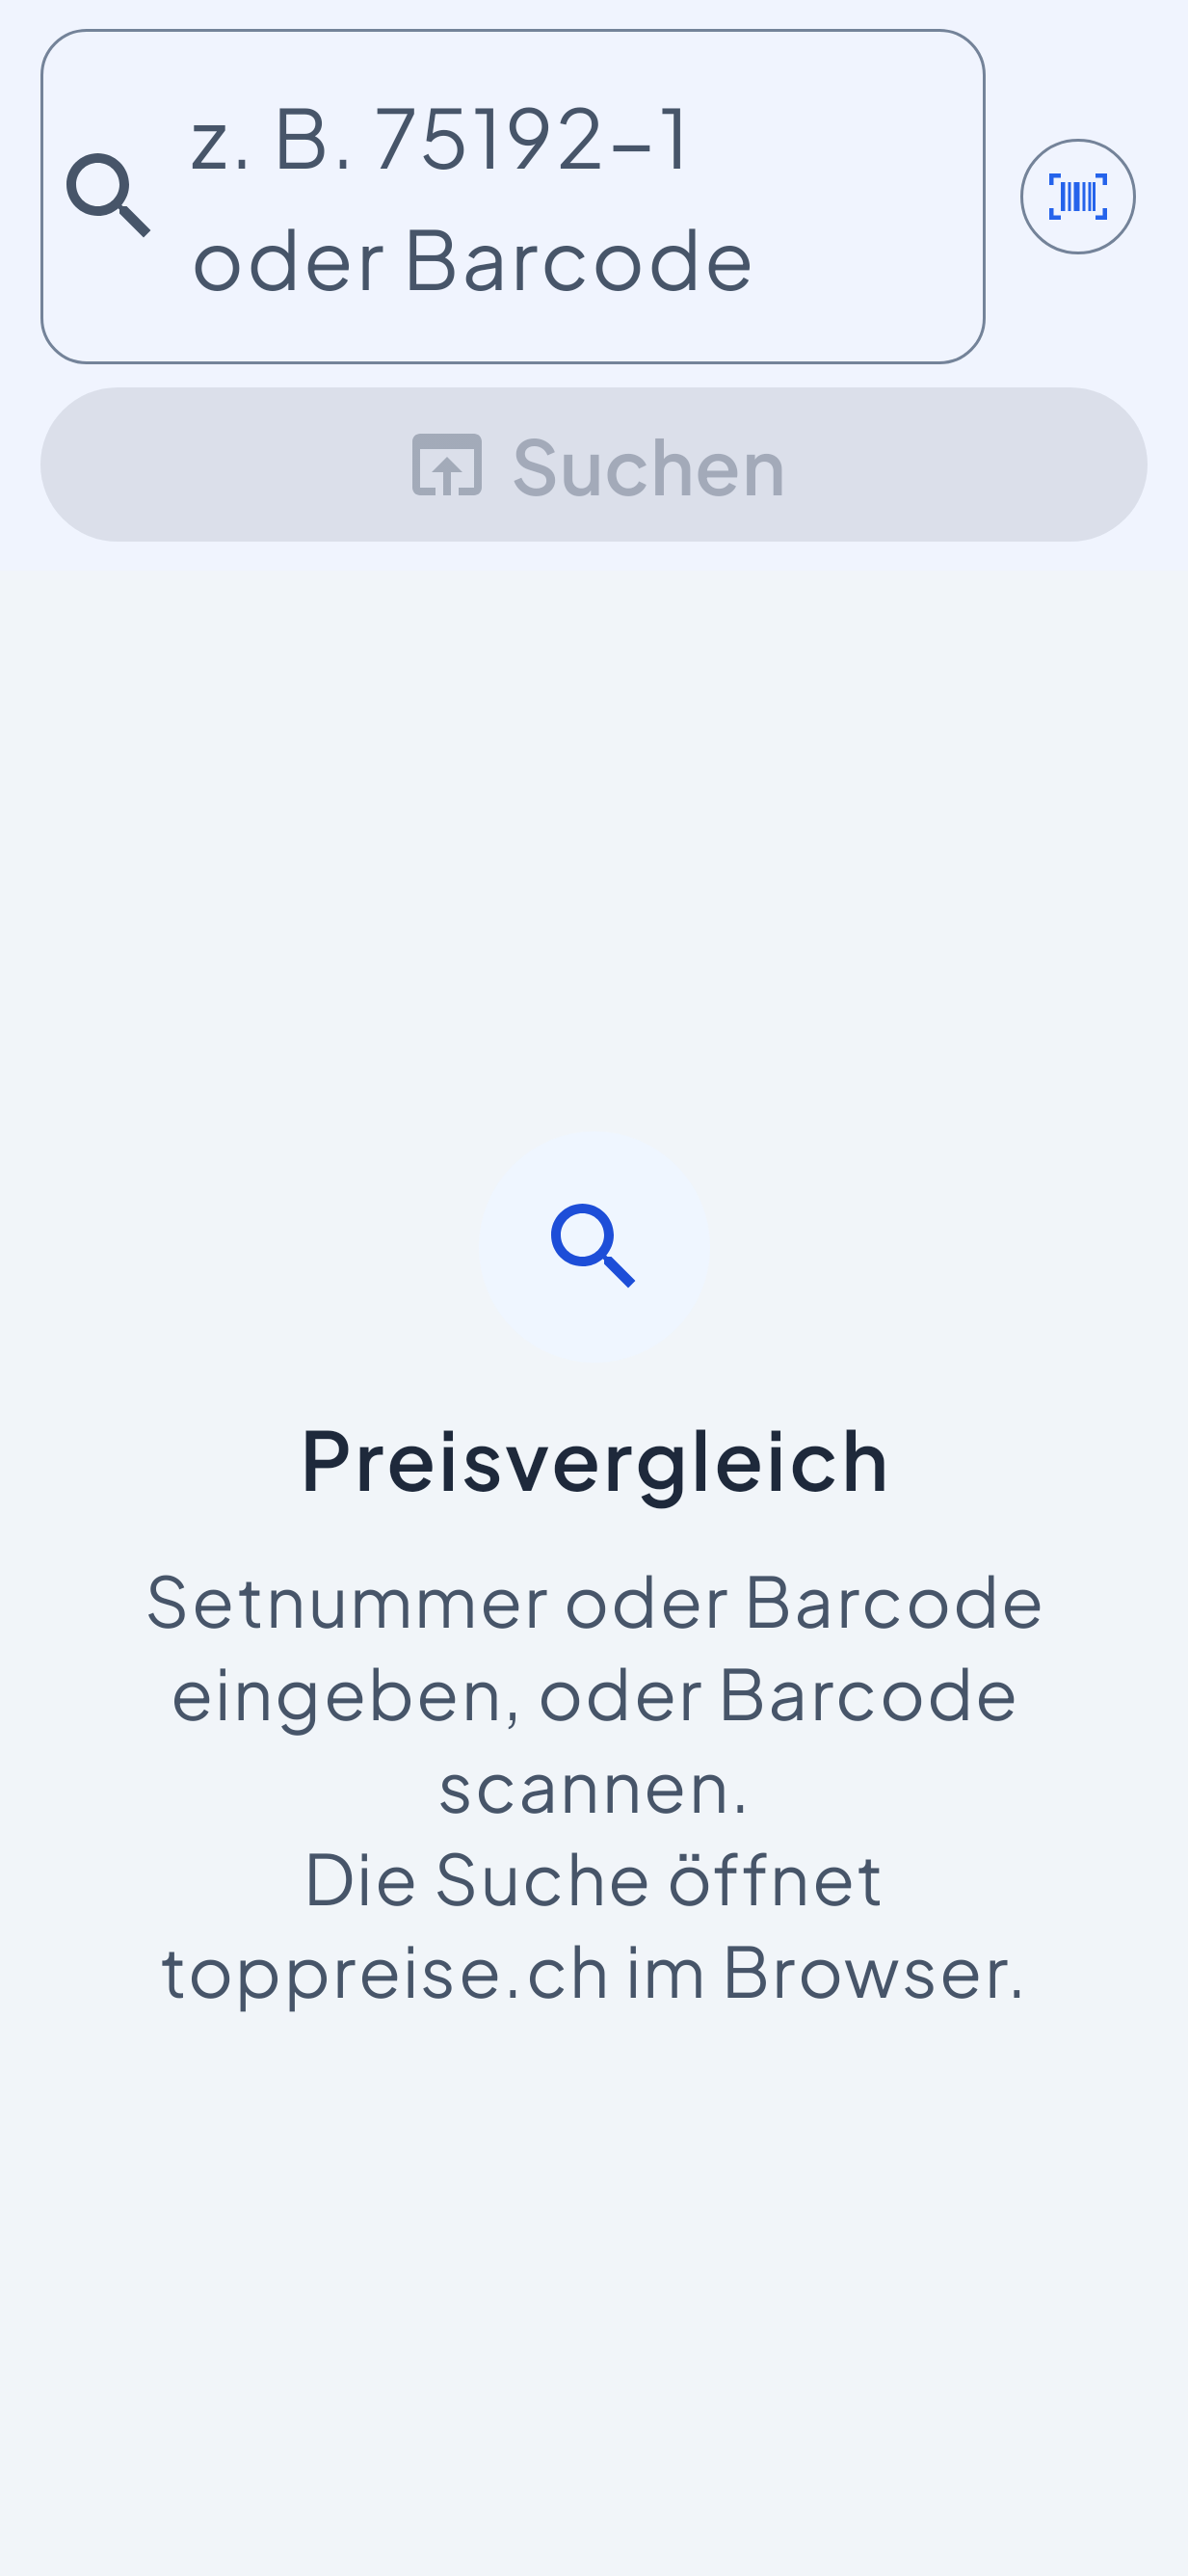 z. B. 75192–1
oder Barcode
Suchen
Preisvergleich
Setnummer oder Barcode
eingeben, oder Barcode
scannen.
Die Suche öffnet
toppreise.ch im Browser.